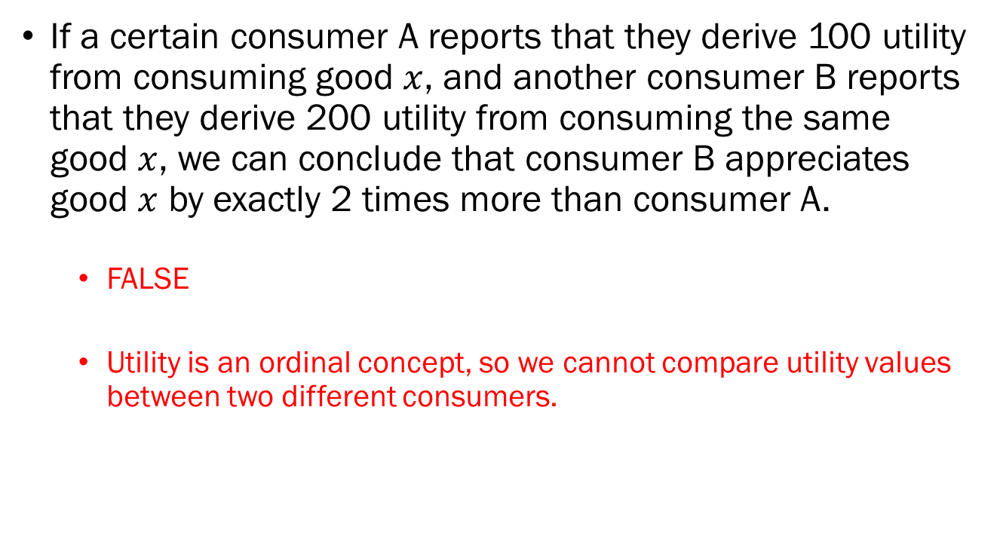 • If a certain consumer A reports that they derive 100 utility
from consuming good x, and another consumer B reports
that they derive 200 utility from consuming the same
good x, we can conclude that consumer B appreciates
good x by exactly 2 times more than consumer A.
• FALSE
• Utility is an ordinal concept, so we cannot compare utility values
between two different consumers.